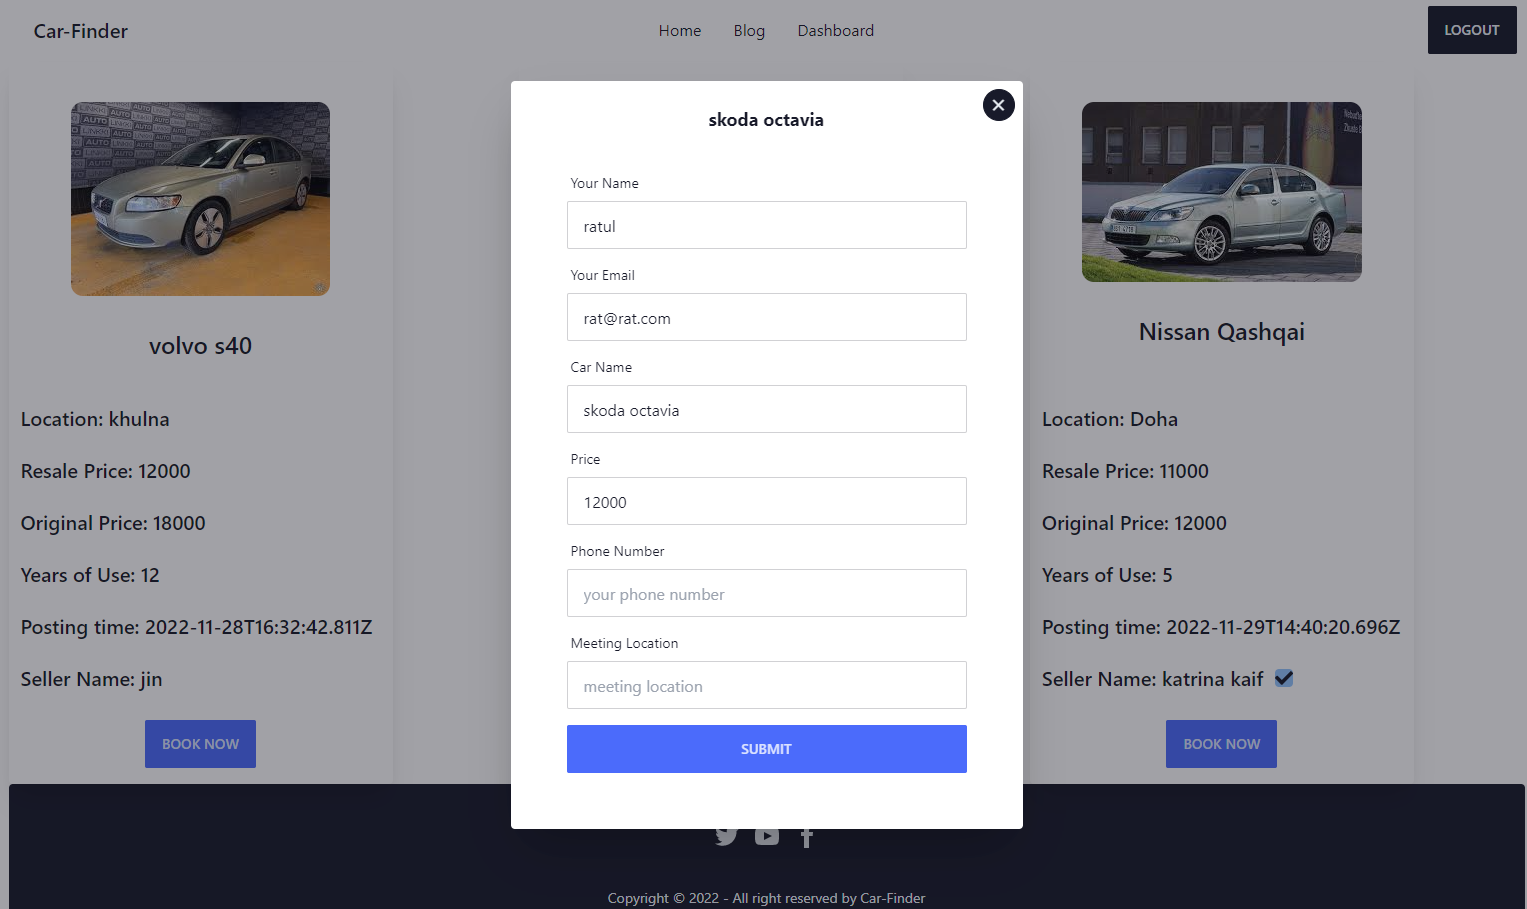 Car-Finder
Home
Blog
Dashboard
LOGOUT
AUTO
LINKKI
AUTO
volvo s40
Location: khulna
Resale Price: 12000
Original Price: 18000
Years of Use: 12
Posting time: 2022-11-28T16:32:42.811Z
Seller Name: jin
BOOK NOW
skoda octavia
Your Name
ratul
Your Email
rat@rat.com
Car Name
skoda octavia
Price
12000
Phone Number
your phone number
Meeting Location
meeting location
SUBMIT
Nissan Qashqai
Location: Doha
Resale Price: 11000
Original Price: 12000
Years of Use: 5
Posting time: 2022-11-29T14:40:20.696Z
Seller Name: katrina kaif
BOOK NOW
Copyright © 2022 - All right reserved by Car-Finder